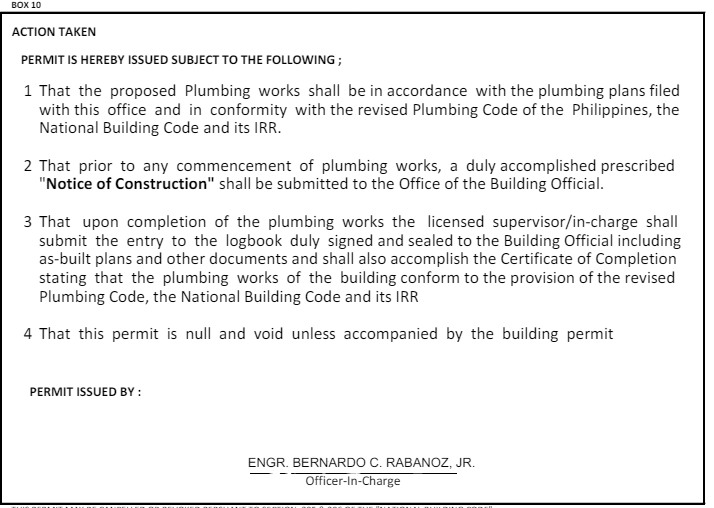 BOX 10
ACTION TAKEN
PERMIT IS HEREBY ISSUED SUBJECT TO THE FOLLOWING ;
1 That the proposed Plumbing works shall be in accordance with the plumbing plans filed
with this office and in conformity with the revised Plumbing Code of the Philippines, the
National Building Code and its IRR.
2 That prior to any commencement of plumbing works, a duly accomplished prescribed
"Notice of Construction" shall be submitted to the Office of the Building Official.
3 That upon completion of the plumbing works the licensed supervisor/in-charge shall
submit the entry to the logbook duly signed and sealed to the Building Official including
as-built plans and other documents and shall also accomplish the Certificate of Completion
stating that the plumbing works of the building conform to the provision of the revised
Plumbing Code, the National Building Code and its IRR
4 That this permit is null and void unless accompanied by the building permit
PERMIT ISSUED BY :
ENGR. BERNARDO C. RABANOZ, JR.
Officer-In-Charge